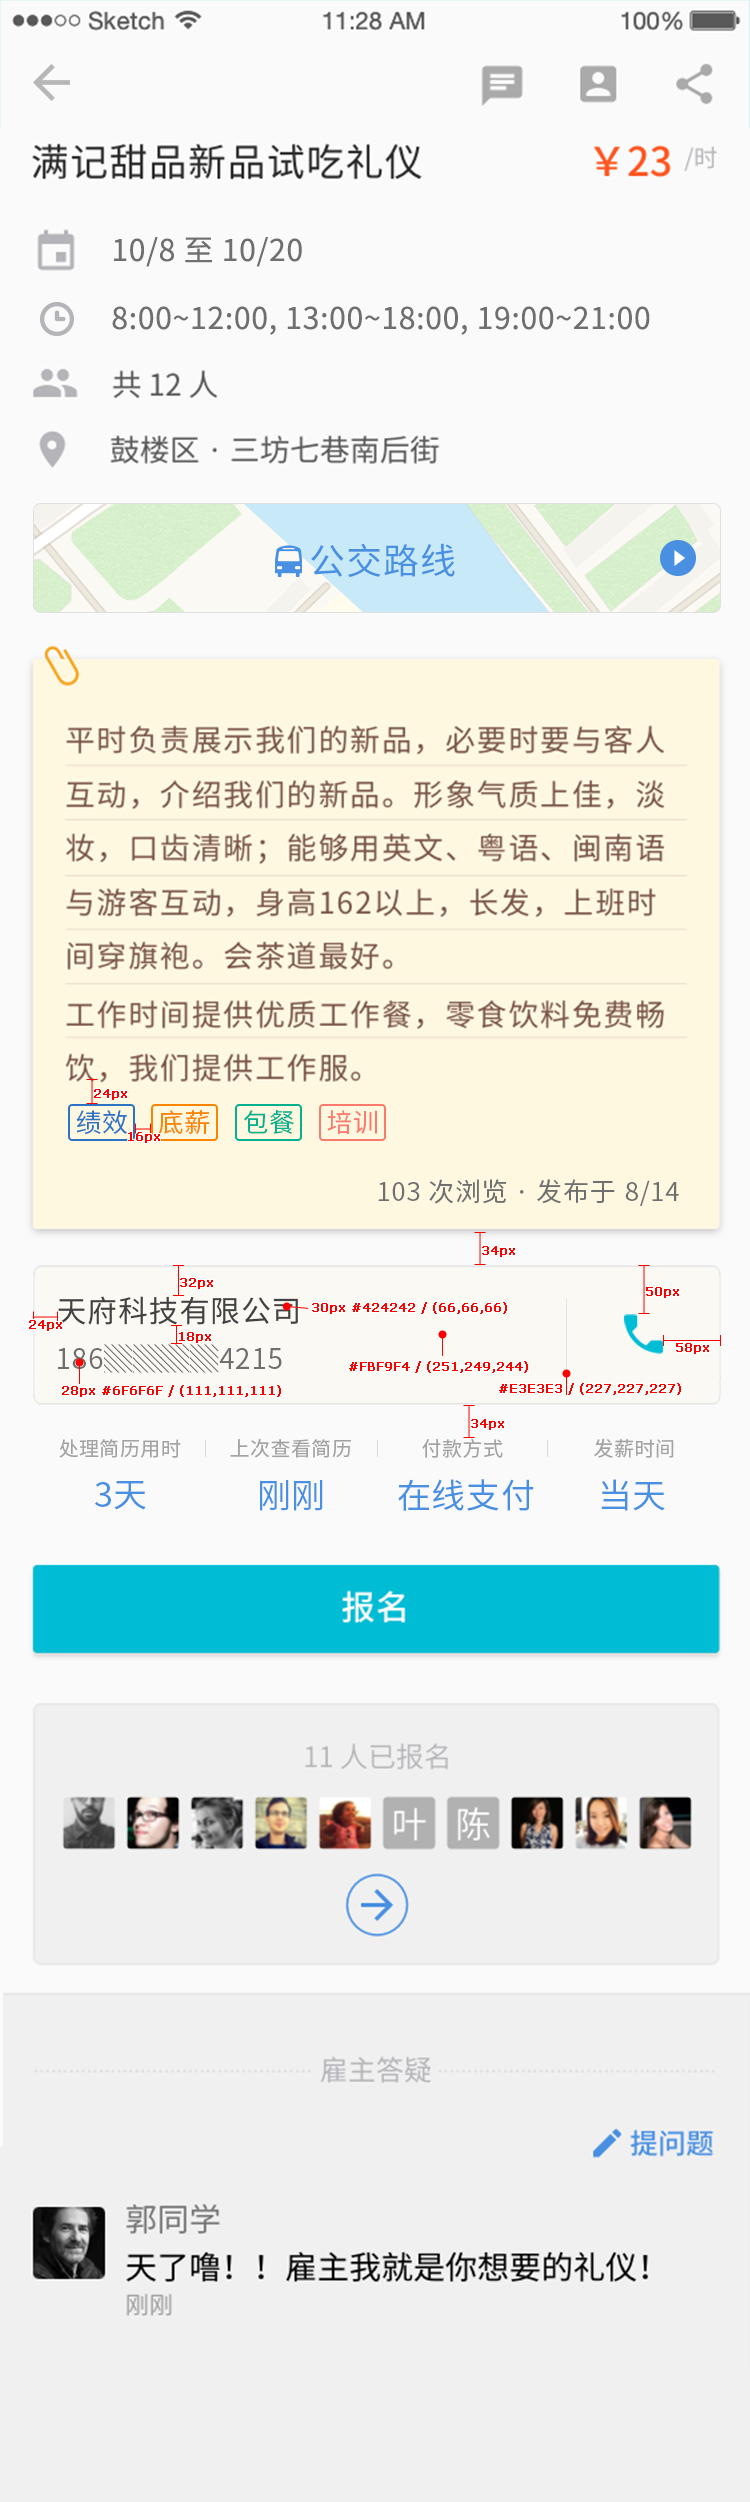 Sketch 11:28 AM 100%
满记甜品新品试吃礼仪 ￥23 /时
10/8 至 10/20
8:00~12:00, 13:00~18:00, 19:00~21:00
共 12 人
鼓楼区 · 三坊七巷南后街
公交路线
平时负责展示我们的新品，必要时要与客人
互动，介绍我们的新品。形象气质上佳，淡
妆，口齿清晰；能够用英文、粤语、闽南语
与游客互动，身高162以上，长发，上班时
间穿旗袍。会茶道最好。
工作时间提供优质工作餐，零食饮料免费畅
饮，我们提供工作服。
24px
绩效 底薪 包餐 培训
16px
103 次浏览 · 发布于 8/14
34px
32px
50px
天府科技有限公司 30px #424242 / (66,66,66)
24px
18px
58px
186 4215
#FBF9F4 / (251,249,244)
28px #6F6F6F / (111,111,111)
#E3E3E3 / (227,227,227)
34px
处理简历用时 上次查看简历 付款方式 发薪时间
3天 刚刚 在线支付 当天
报名
11 人已报名
叶 陈
雇主答疑
提问题
郭同学
天了噜！！雇主我就是你想要的礼仪！
刚刚